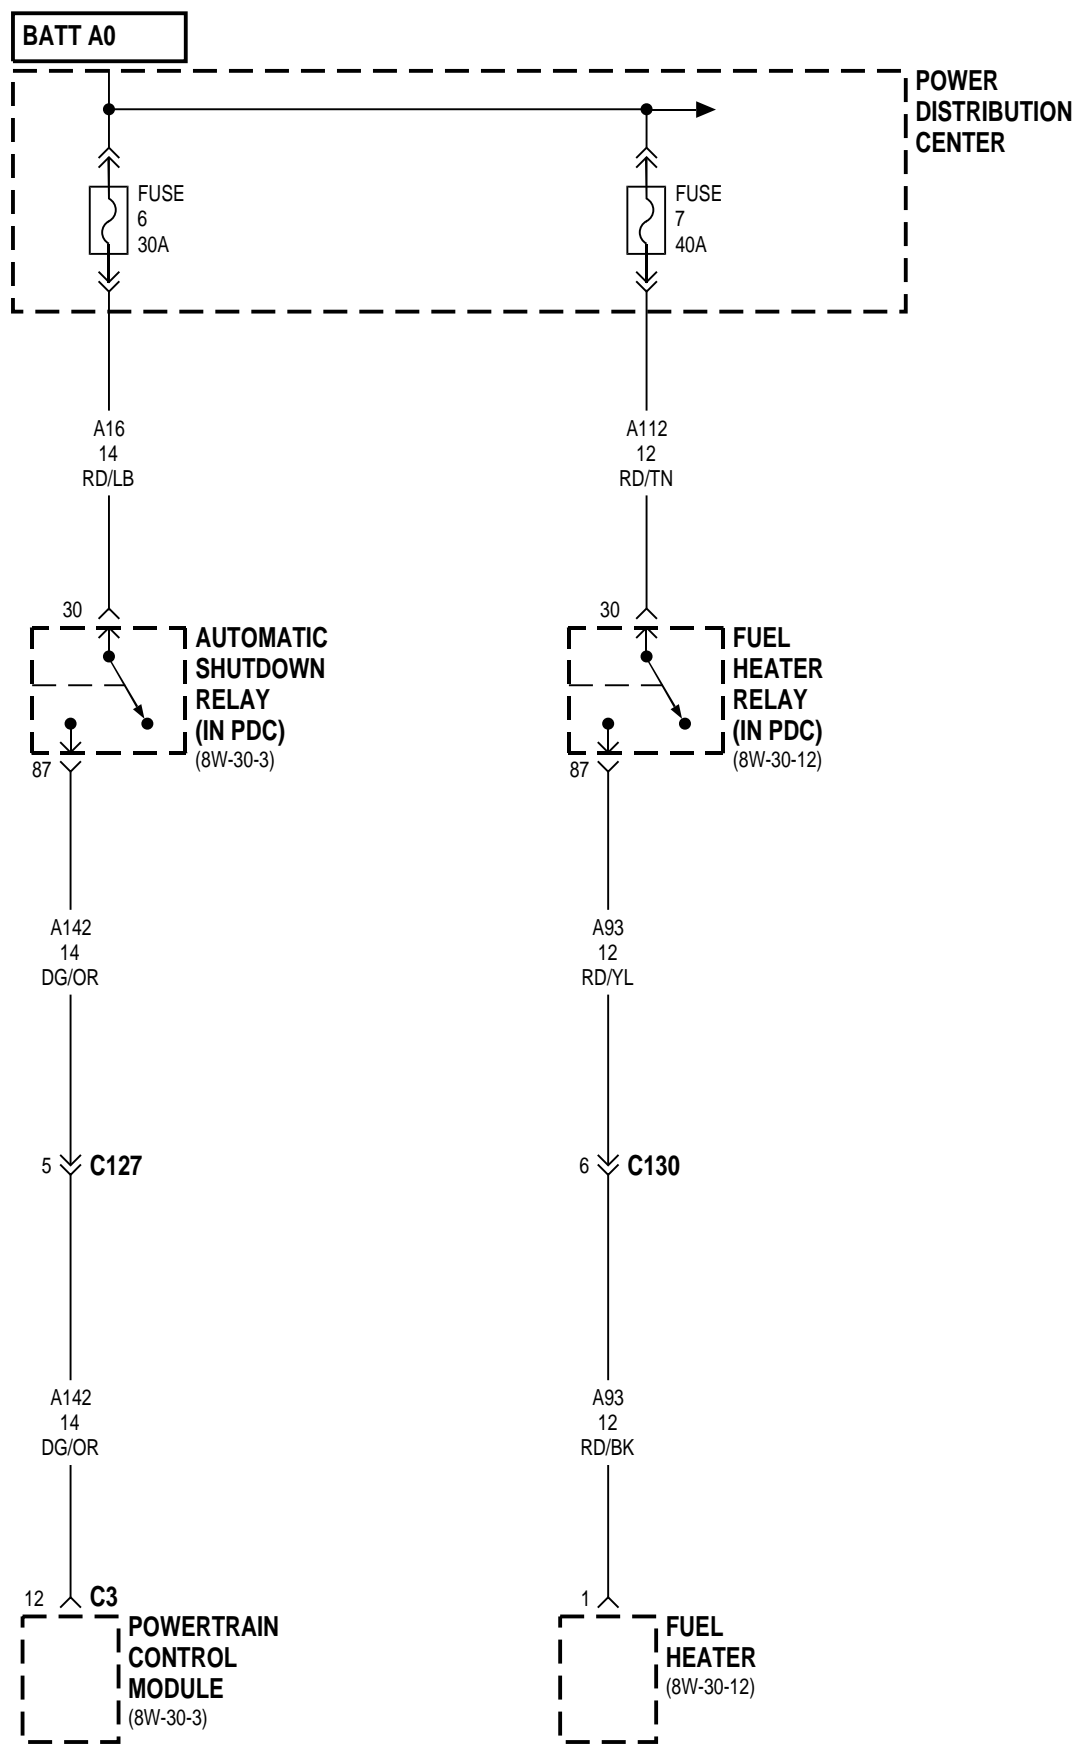 BATT A0
POWER
DISTRIBUTION
CENTER
FUSE
6
30A
FUSE
7
40A
A16
14
RD/LB
A112
12
RD/TN
30
AUTOMATIC
SHUTDOWN
RELAY
(IN PDC)
(8W-30-3)
87
30
FUEL
HEATER
RELAY
(IN PDC)
(8W-30-12)
87
A142
14
DG/OR
A93
12
RD/YL
5 C127
6 C130
A142
14
DG/OR
A93
12
RD/BK
12 C3
POWERTRAIN
CONTROL
MODULE
(8W-30-3)
1
FUEL
HEATER
(8W-30-12)